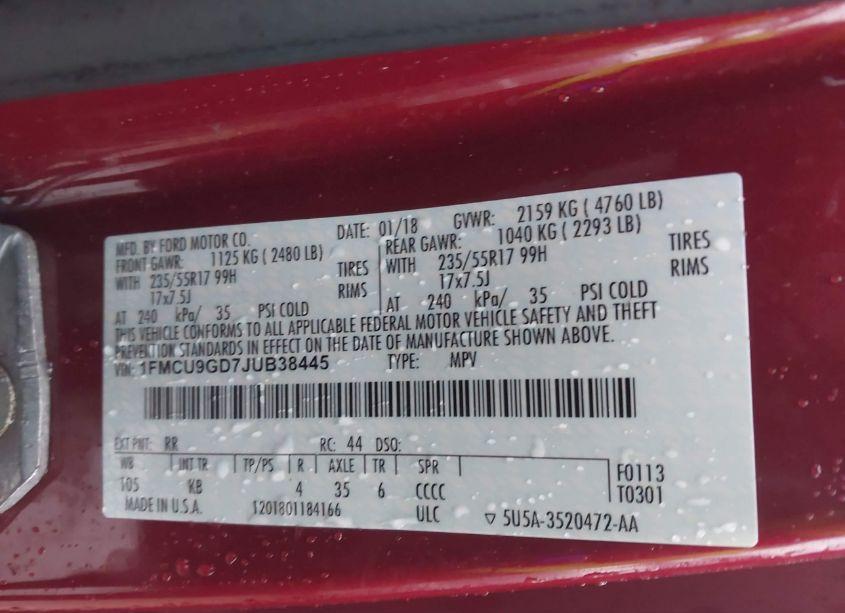 MFD. BY FORD MOTOR CO. DATE: 01/18 GVWR: 2159 KG ( 4760 LB)
FRONT GAWR: 1125 KG ( 2480 LB) REAR GAWR: 1040 KG ( 2293 LB)
WITH 235/55R17 99H TIRES WITH 235/55R17 99H TIRES
17x7.5J RIMS 17x7.5J RIMS
AT 240 kPa/ 35 PSI COLD AT 240 kPa/ 35 PSI COLD
THIS VEHICLE CONFORMS TO ALL APPLICABLE FEDERAL MOTOR VEHICLE SAFETY AND THEFT
PREVENTION STANDARDS IN EFFECT ON THE DATE OF MANUFACTURE SHOWN ABOVE.
VIN: 1FMCU9GD7JUB38445 TYPE: MPV
EXT PNT: RR RC: 44 DSO:
WB INT TR TP/PS R AXLE TR SPR
105 KB 4 35 6 CCCC
F0113
T0301
MADE IN U.S.A. 1201801184166 ULC ▽ 5U5A-3520472-AA